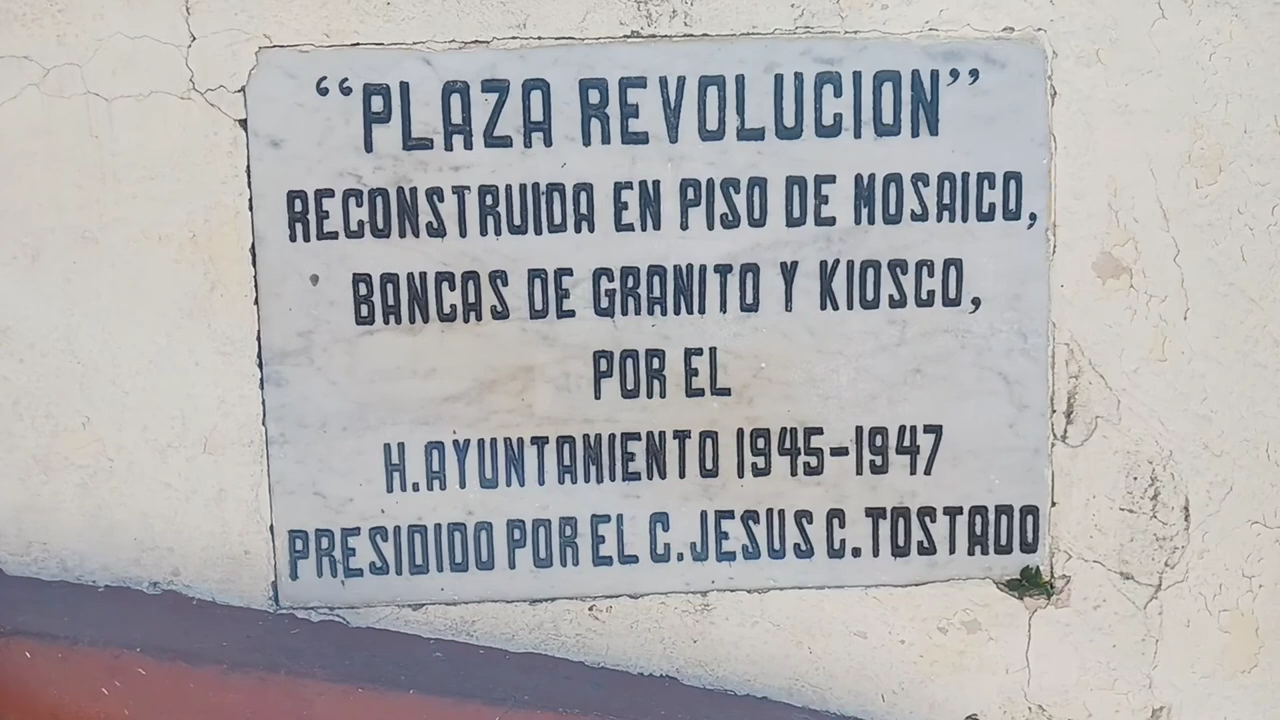 “PLAZA REVOLUCION”
RECONSTRUIDA EN PISO DE MOSAICO,
BANCAS DE GRANITO Y KIOSCO,
POR EL
H. AYUNTAMIENTO 1945-1947
PRESIDIDO POR EL C. JESUS C. TOSTADO